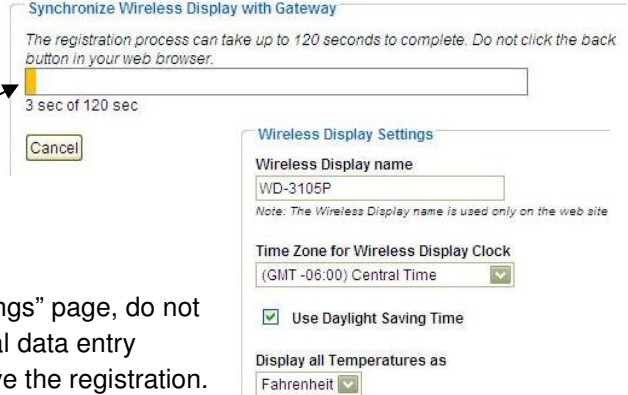 Synchronize Wireless Display with Gateway
The registration process can take up to 120 seconds to complete. Do not click the back
button in your web browser.
3 sec of 120 sec
Cancel
Wireless Display Settings
Wireless Display name
WD-3105P
Note: The Wireless Display name is used only on the web site
Time Zone for Wireless Display Clock
(GMT -06:00) Central Time
Use Daylight Saving Time
Display all Temperatures as
Fahrenheit
ngs” page, do not
al data entry
ve the registration.